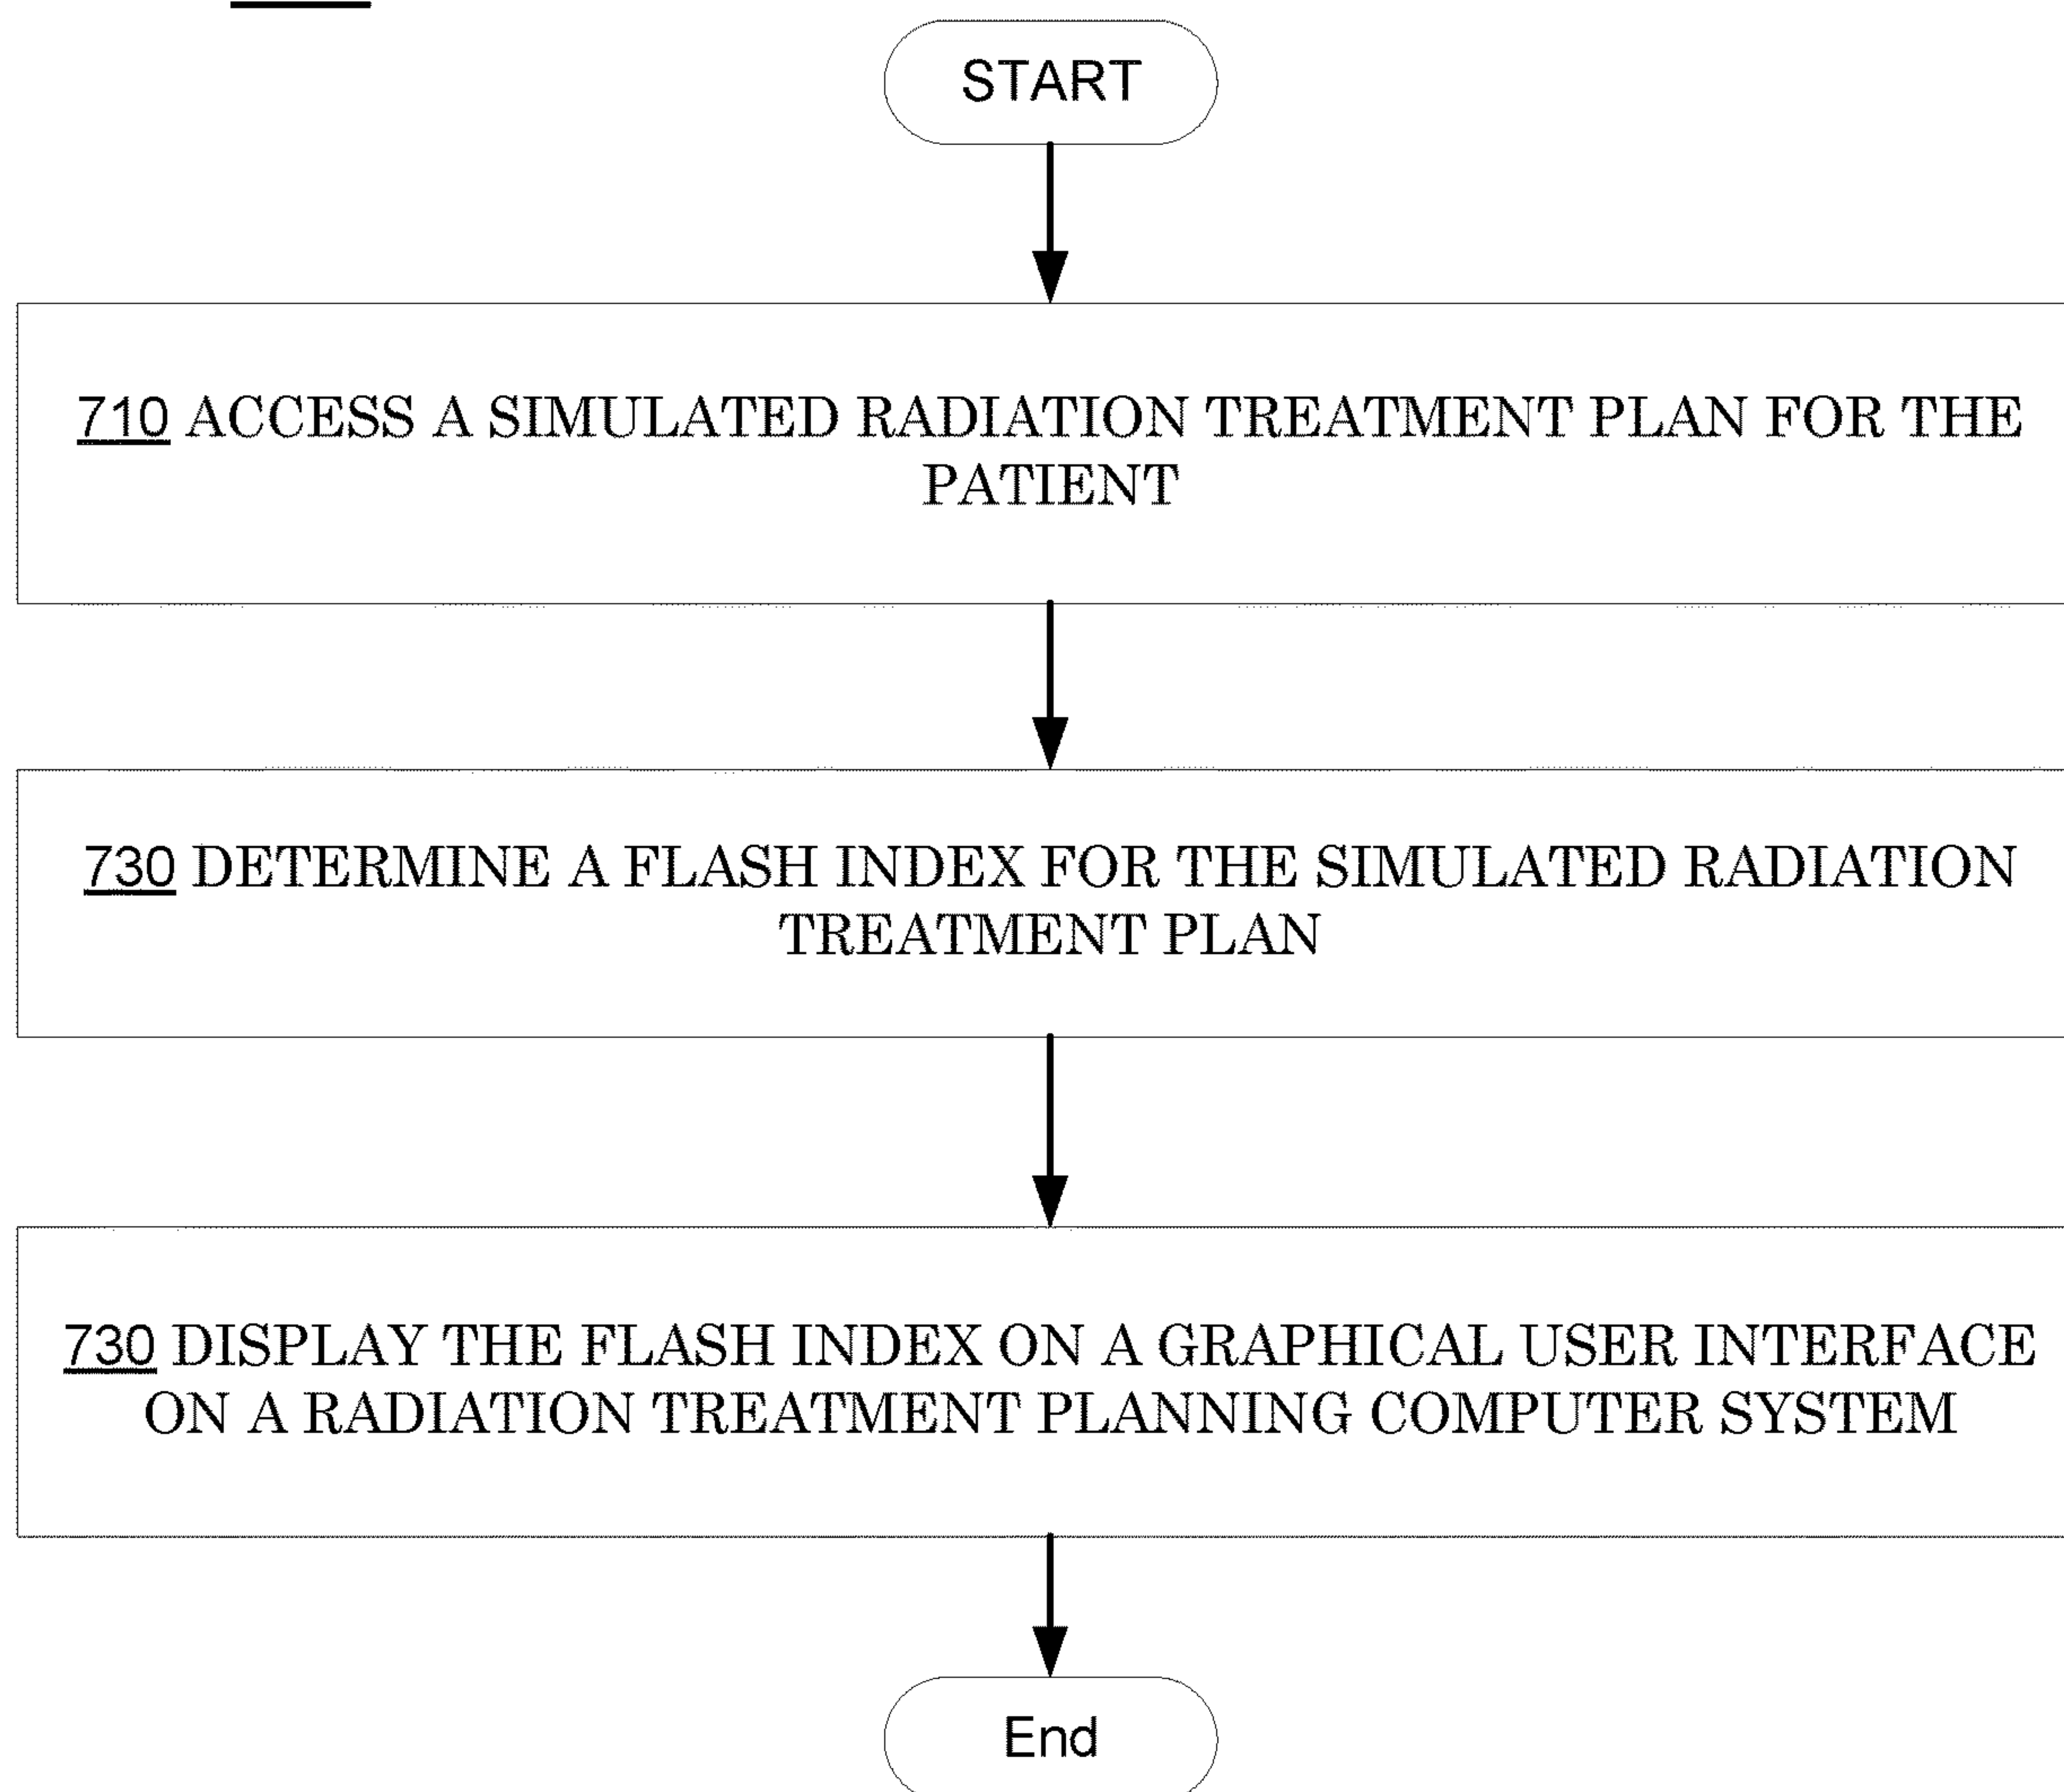 START
710 ACCESS A SIMULATED RADIATION TREATMENT PLAN FOR THE
PATIENT
730 DETERMINE A FLASH INDEX FOR THE SIMULATED RADIATION
TREATMENT PLAN
730 DISPLAY THE FLASH INDEX ON A GRAPHICAL USER INTERFACE
ON A RADIATION TREATMENT PLANNING COMPUTER SYSTEM
End